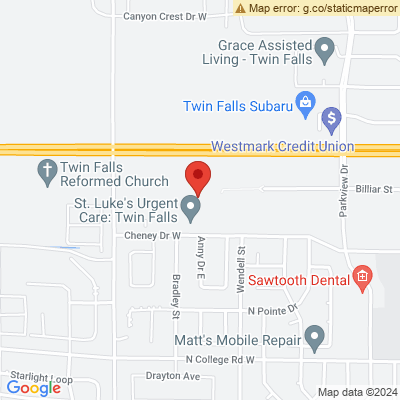 Map error: g.co/staticmaperror
Canyon Crest Dr W
Grace Assisted
Living - Twin Falls
Twin Falls Subaru
Westmark Credit Union
Parkview Dr
Twin Falls
Reformed Church
Billiar St
St. Luke's Urgent
Care: Twin Falls
Cheney Dr W
Anny Dr E
Wendell St
Bradley St
Sawtooth Dental
N Pointe Dr
Matt's Mobile Repair
N College Rd W
Starlight Loop
Drayton Ave
Google
Map data ©2024